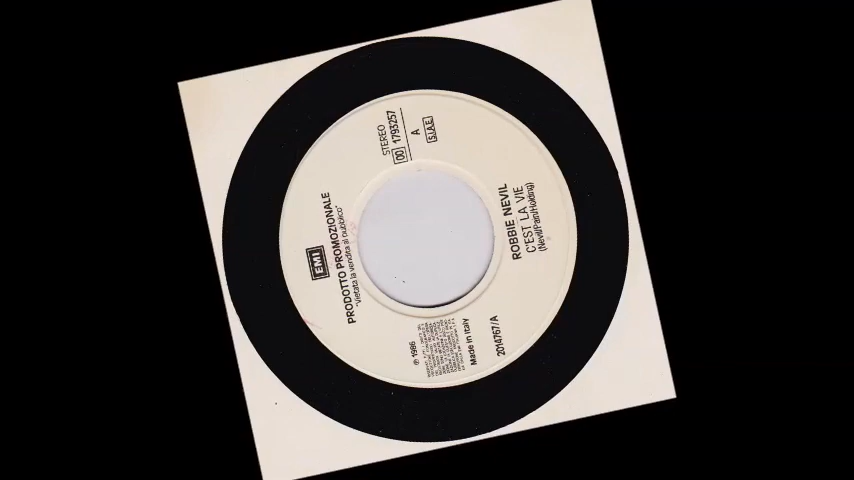 EMI
PRODOTTO PROMOZIONALE
"Vietata la vendita al pubblico"
STEREO
00 1793257
A
S.I.A.E.
℗ 1986
Made in Italy
2014767/A
ROBBIE NEVIL
C'EST LA VIE
(Nevil/Pain/Holding)